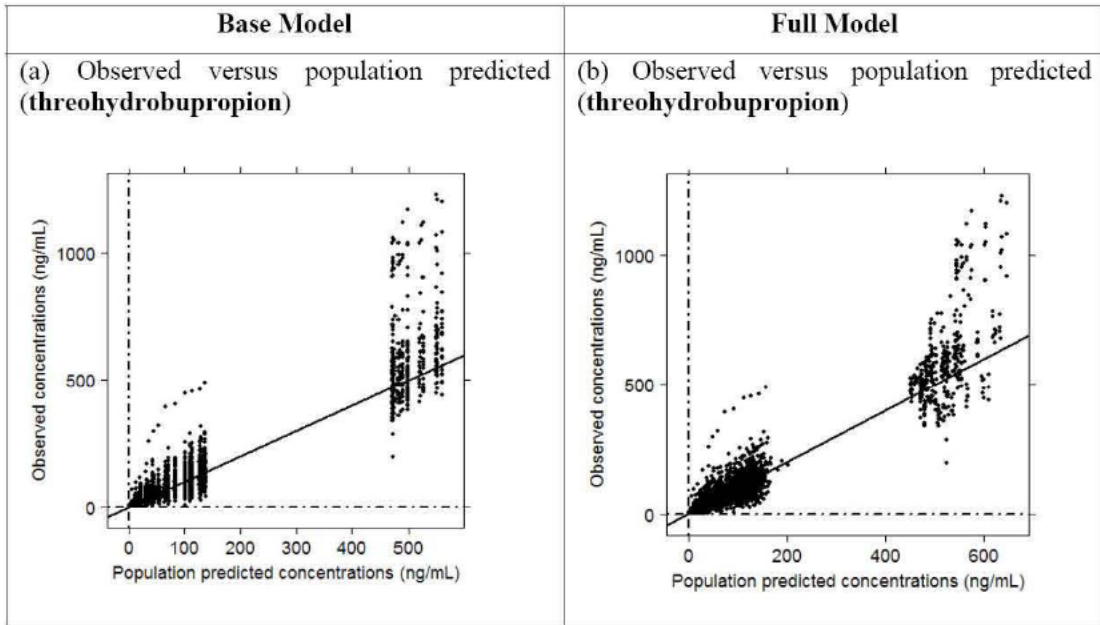 Base Model
Full Model
(a) Observed versus population predicted
(threohydrobupropion)
(b) Observed versus population predicted
(threohydrobupropion)
0 100 200 300 400 500
0
500
1000
Observed concentrations (ng/mL)
Population predicted concentrations (ng/mL)
0 200 400 600
0
500
1000
Observed concentrations (ng/mL)
Population predicted concentrations (ng/mL)